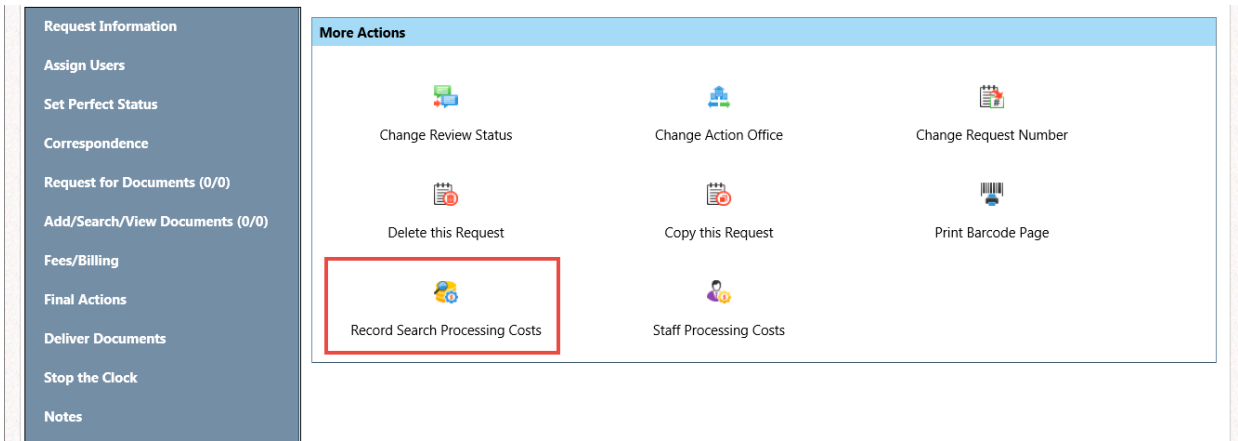 Request Information
Assign Users
Set Perfect Status
Correspondence
Request for Documents (0/0)
Add/Search/View Documents (0/0)
Fees/Billing
Final Actions
Deliver Documents
Stop the Clock
Notes
More Actions
Change Review Status
Change Action Office
Change Request Number
Delete this Request
Copy this Request
Print Barcode Page
Record Search Processing Costs
Staff Processing Costs